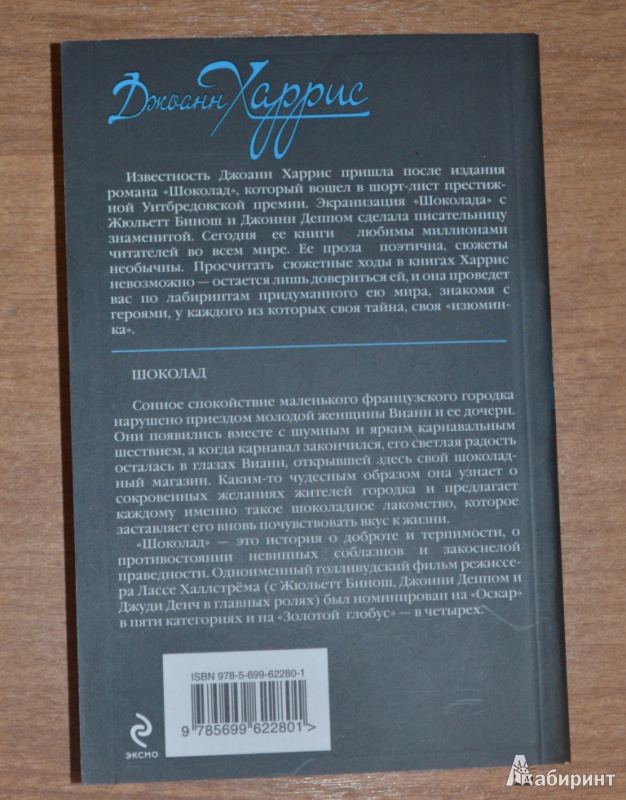 Джоанн Харрис
Известность Джоанн Харрис пришла после издания
романа «Шоколад», который вошел в шорт-лист престиж-
ной Уитбредовской премии. Экранизация «Шоколада» с
Жюльетт Бинош и Джонни Деппом сделала писательницу
знаменитой. Сегодня ее книги любимы миллионами
читателей во всем мире. Ее проза поэтична, сюжеты
необычны. Просчитать сюжетные ходы в книгах Харрис
невозможно — остается лишь довериться ей, и она проведет
вас по лабиринтам придуманного ею мира, знакомя с
героями, у каждого из которых своя тайна, своя «изюмин-
ка».
ШОКОЛАД
Сонное спокойствие маленького французского городка
нарушено приездом молодой женщины Вианн и ее дочери.
Они появились вместе с шумным и ярким карнавальным
шествием, а когда карнавал закончился, его светлая радость
осталась в глазах Вианн, открывшей здесь свой шоколад-
ный магазин. Каким-то чудесным образом она узнает о
сокровенных желаниях жителей городка и предлагает
каждому именно такое шоколадное лакомство, которое
заставляет его вновь почувствовать вкус к жизни.
«Шоколад» — это история о доброте и терпимости, о
противостоянии невинных соблазнов и закоснелой
праведности. Одноименный голливудский фильм режиссе-
ра Лассе Халлстрёма (с Жюльетт Бинош, Джонни Деппом и
Джуди Денч в главных ролях) был номинирован на «Оскар»
в пяти категориях и на «Золотой глобус» — в четырех.
ISBN 978-5-699-62280-1
9 785699 622801 >
ЭКСМО
Лабиринт